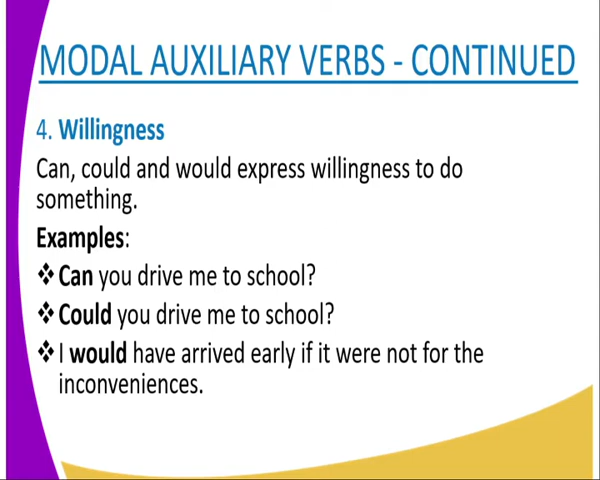 MODAL AUXILIARY VERBS - CONTINUED
4. Willingness
Can, could and would express willingness to do
something.
Examples:
❖Can you drive me to school?
❖Could you drive me to school?
❖I would have arrived early if it were not for the
inconveniences.